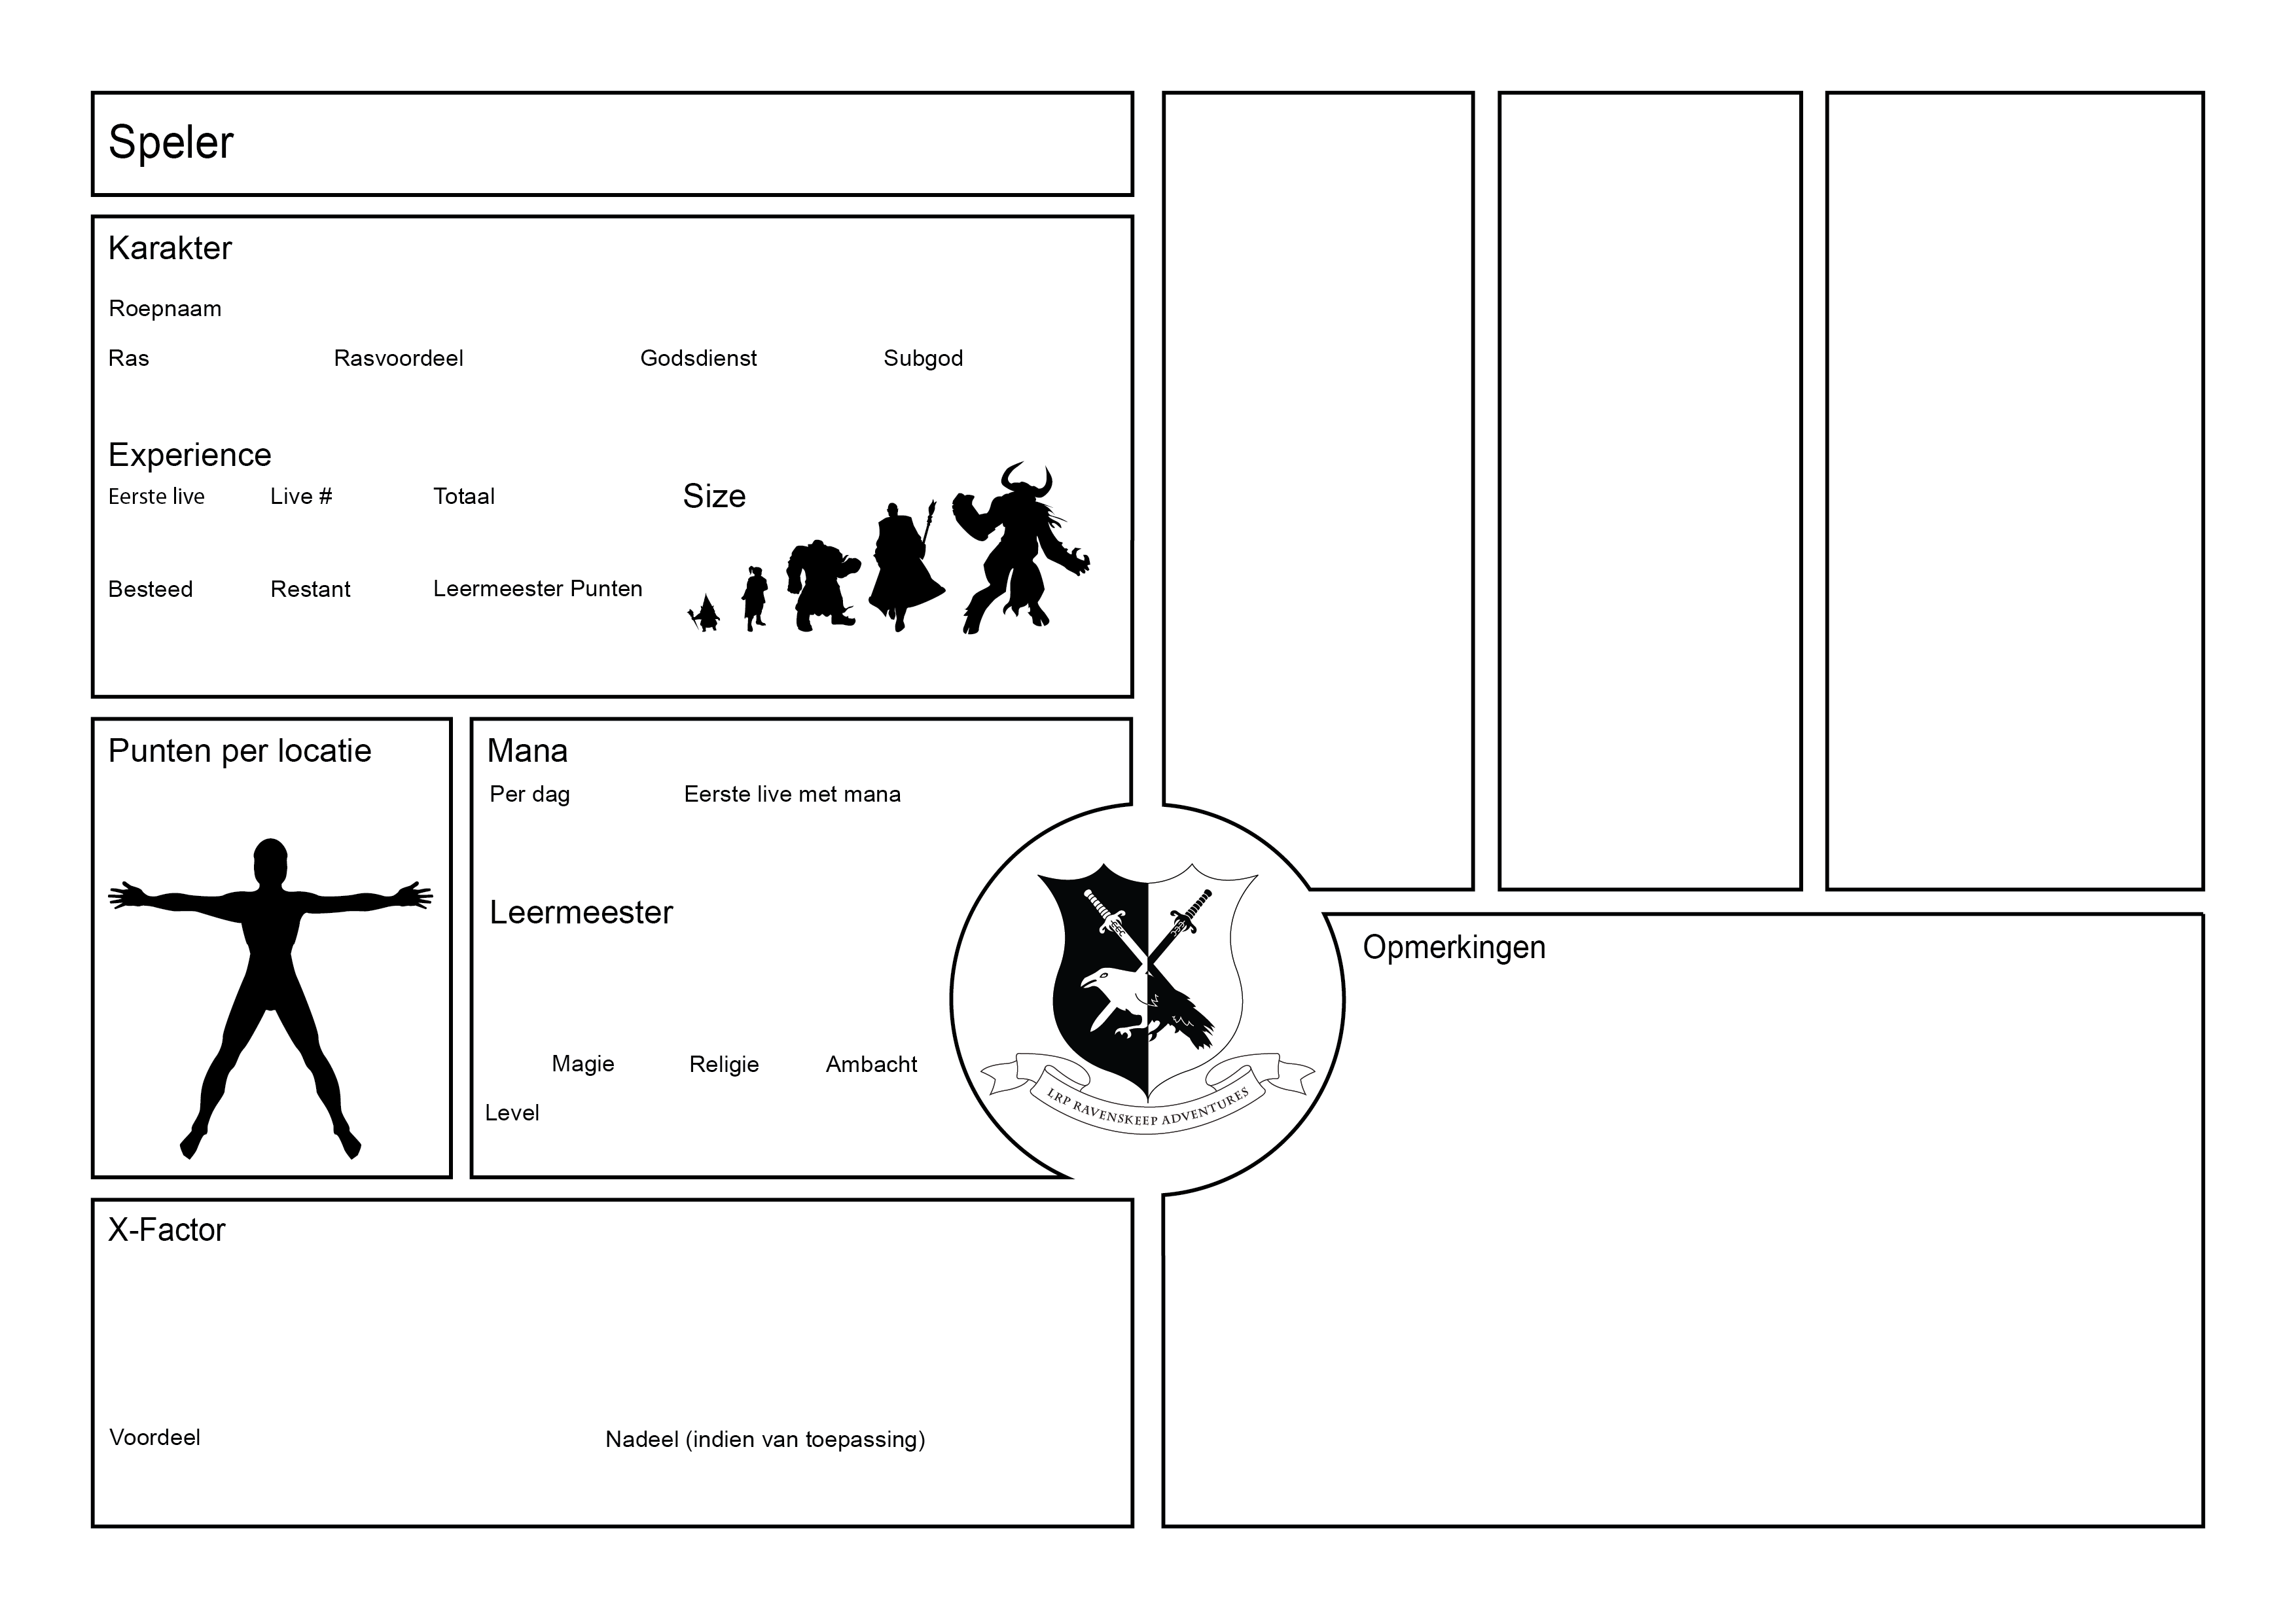 Speler
Karakter
Roepnaam
Ras Rasvoordeel Godsdienst Subgod
Experience
Eerste live Live # Totaal
Size
Besteed Restant Leermeester Punten
Punten per locatie
Mana
Per dag Eerste live met mana
Leermeester
Magie Religie Ambacht
Level
LRP RAVENSKEEP ADVENTURES
Opmerkingen
X-Factor
Voordeel Nadeel (indien van toepassing)